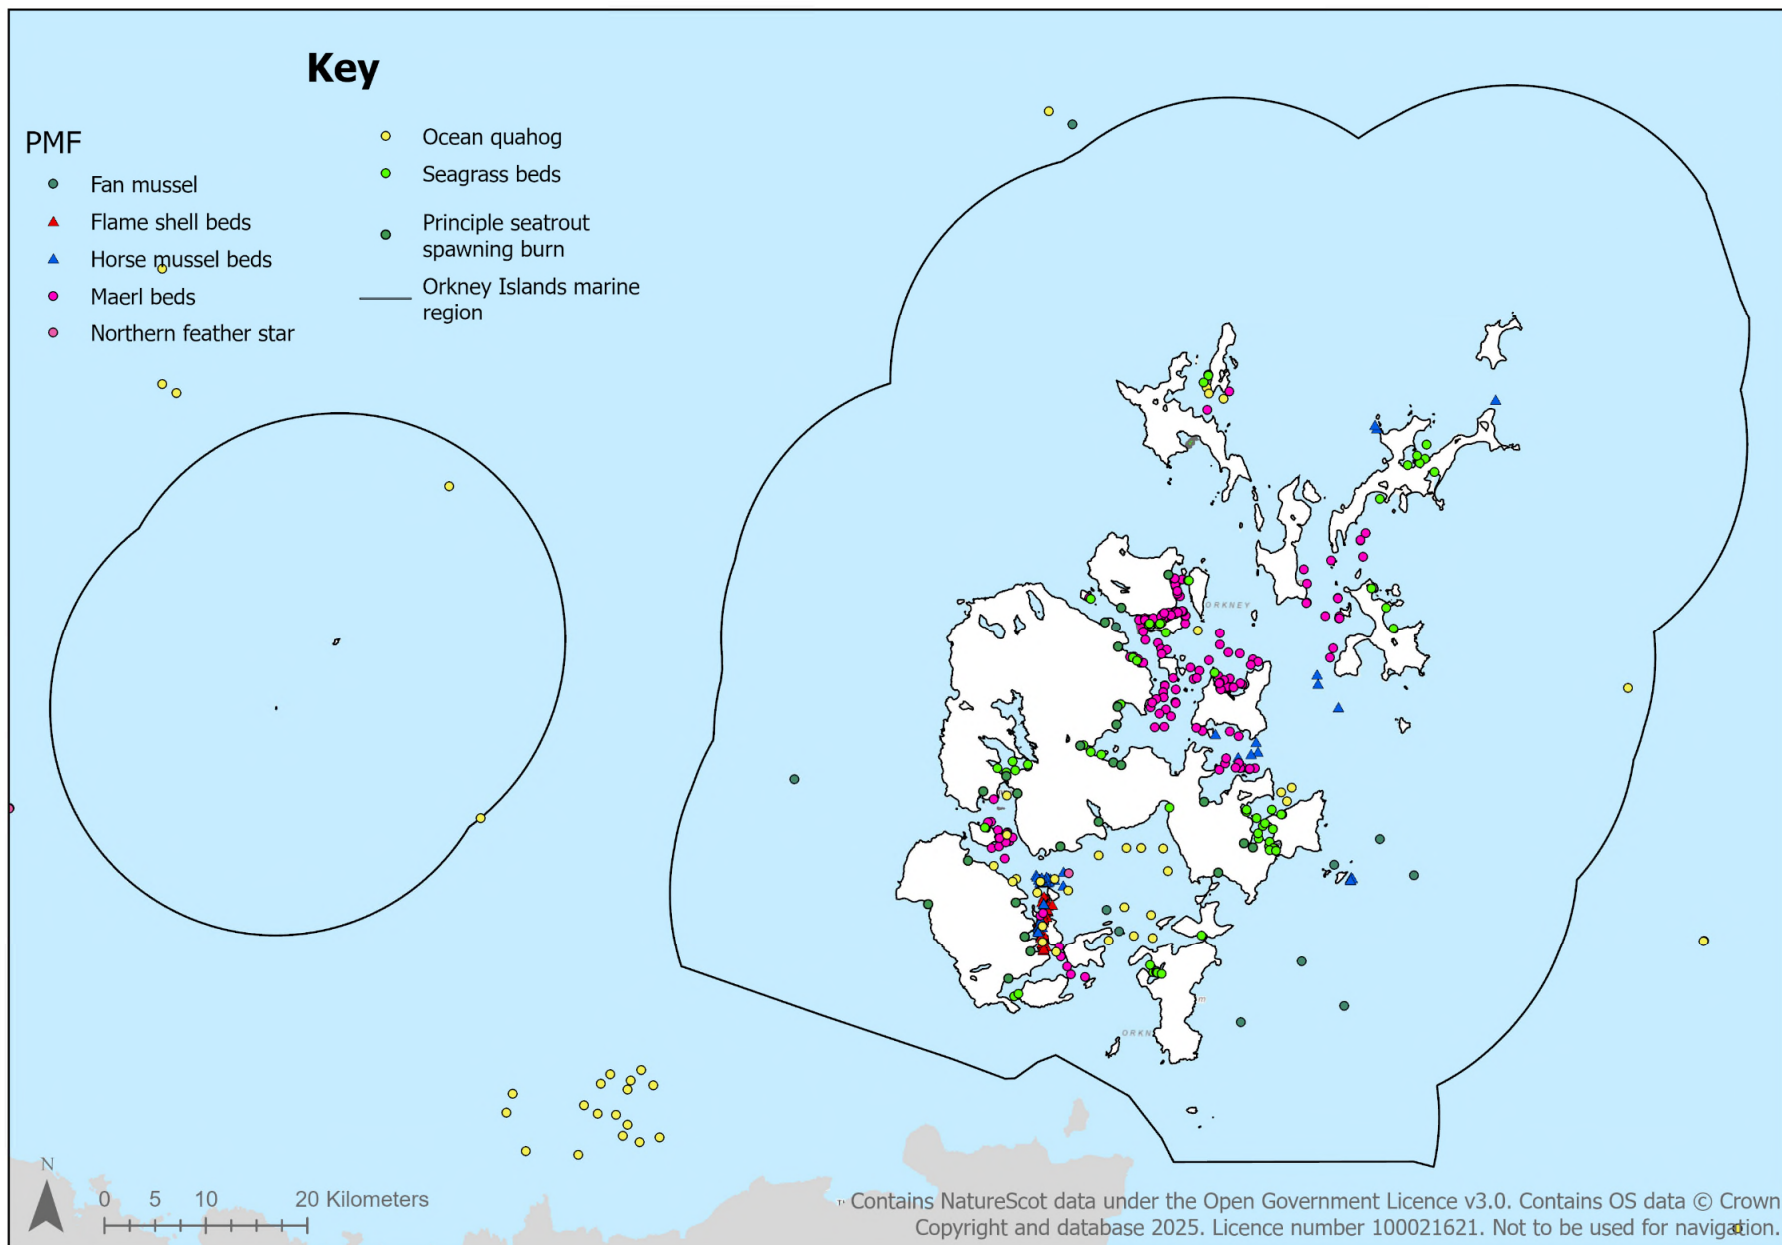 Key
PMF
Fan mussel
Flame shell beds
Horse mussel beds
Maerl beds
Northern feather star
Ocean quahog
Seagrass beds
Principle seatrout
spawning burn
Orkney Islands marine
region
ORKNEY
ORKN
N
0 5 10 20 Kilometers
Contains NatureScot data under the Open Government Licence v3.0. Contains OS data © Crown
Copyright and database 2025. Licence number 100021621. Not to be used for navigation.